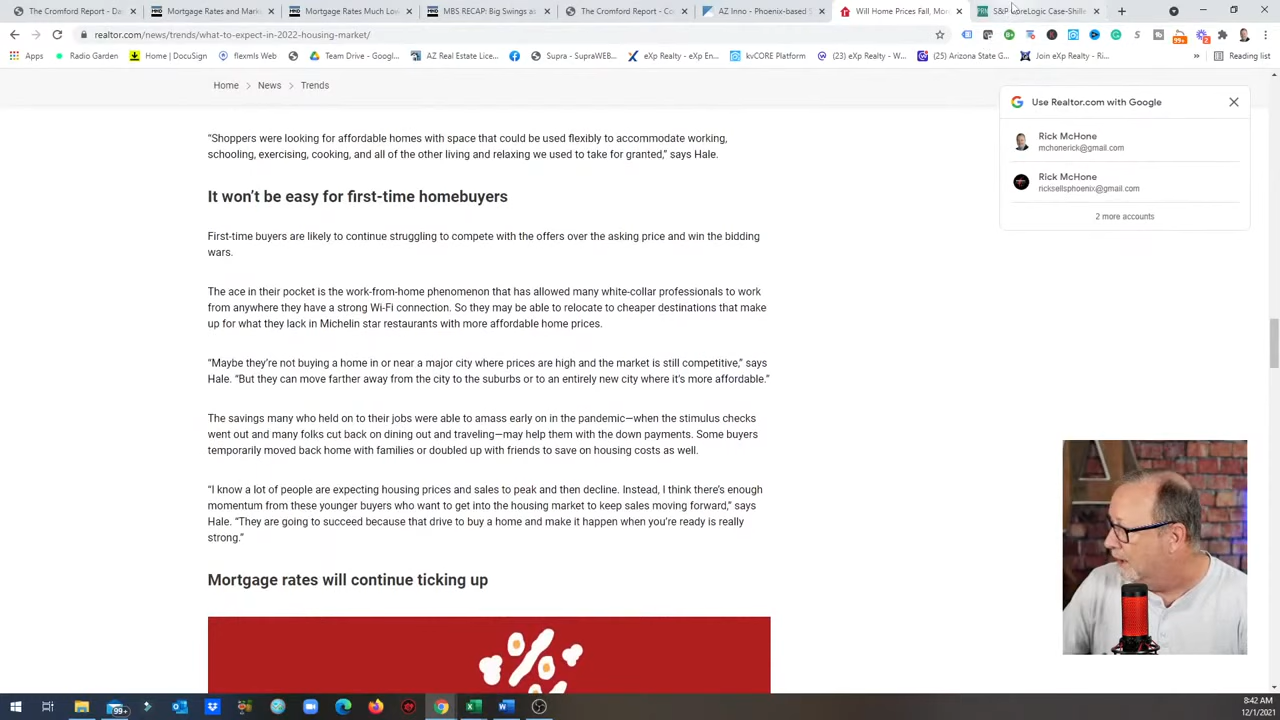 The Cromford Report - Da
Mortgage Rates and Mark
Mortgage Rates Much Low
MBS RECAP: Big Swings a
The Cromford Report - Co
AZ Inno - Phoenix-based S
Will Home Prices Fall, Mor
S&P CoreLogic Case-Shille
realtor.com/news/trends/what-to-expect-in-2022-housing-market/
Apps
Radio Garden
Home | DocuSign
flexmls Web
Team Drive - Googl...
AZ Real Estate Lice...
Supra - SupraWEB...
eXp Realty - eXp En...
kvCORE Platform
(23) eXp Realty – W...
(25) Arizona State G...
Join eXp Realty - Ri...
Reading list
Home > News > Trends
Use Realtor.com with Google
Rick McHone
mchonerick@gmail.com
Rick McHone
ricksellsphoenix@gmail.com
2 more accounts
“Shoppers were looking for affordable homes with space that could be used flexibly to accommodate working,
schooling, exercising, cooking, and all of the other living and relaxing we used to take for granted,” says Hale.
It won’t be easy for first-time homebuyers
First-time buyers are likely to continue struggling to compete with the offers over the asking price and win the bidding
wars.
The ace in their pocket is the work-from-home phenomenon that has allowed many white-collar professionals to work
from anywhere they have a strong Wi-Fi connection. So they may be able to relocate to cheaper destinations that make
up for what they lack in Michelin star restaurants with more affordable home prices.
“Maybe they’re not buying a home in or near a major city where prices are high and the market is still competitive,” says
Hale. “But they can move farther away from the city to the suburbs or to an entirely new city where it’s more affordable.”
The savings many who held on to their jobs were able to amass early on in the pandemic—when the stimulus checks
went out and many folks cut back on dining out and traveling—may help them with the down payments. Some buyers
temporarily moved back home with families or doubled up with friends to save on housing costs as well.
“I know a lot of people are expecting housing prices and sales to peak and then decline. Instead, I think there’s enough
momentum from these younger buyers who want to get into the housing market to keep sales moving forward,” says
Hale. “They are going to succeed because that drive to buy a home and make it happen when you’re ready is really
strong.”
Mortgage rates will continue ticking up
%
99+
8:42 AM
12/1/2021